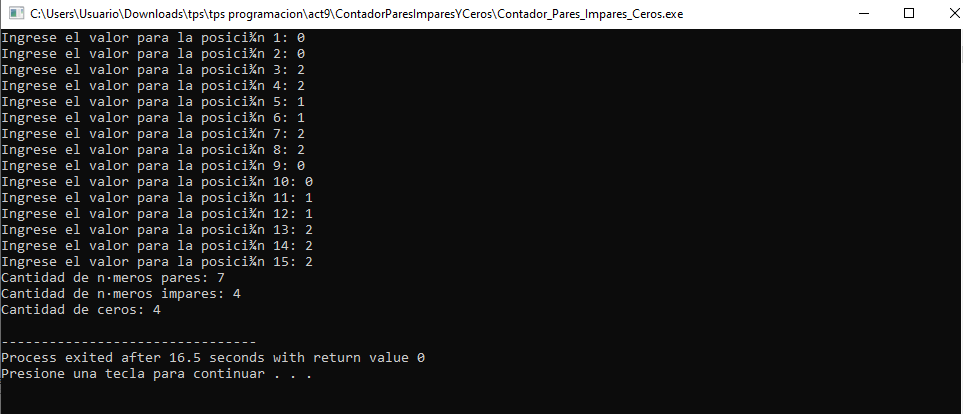 C:\Users\Usuario\Downloads\tps\tps programacion\act9\ContadorParesImparesYCeros\Contador_Pares_Impares_Ceros.exe
Ingrese el valor para la posici¾n 1: 0
Ingrese el valor para la posici¾n 2: 0
Ingrese el valor para la posici¾n 3: 2
Ingrese el valor para la posici¾n 4: 2
Ingrese el valor para la posici¾n 5: 1
Ingrese el valor para la posici¾n 6: 1
Ingrese el valor para la posici¾n 7: 2
Ingrese el valor para la posici¾n 8: 2
Ingrese el valor para la posici¾n 9: 0
Ingrese el valor para la posici¾n 10: 0
Ingrese el valor para la posici¾n 11: 1
Ingrese el valor para la posici¾n 12: 1
Ingrese el valor para la posici¾n 13: 2
Ingrese el valor para la posici¾n 14: 2
Ingrese el valor para la posici¾n 15: 2
Cantidad de n·meros pares: 7
Cantidad de n·meros impares: 4
Cantidad de ceros: 4
--------------------------------
Process exited after 16.5 seconds with return value 0
Presione una tecla para continuar . . .